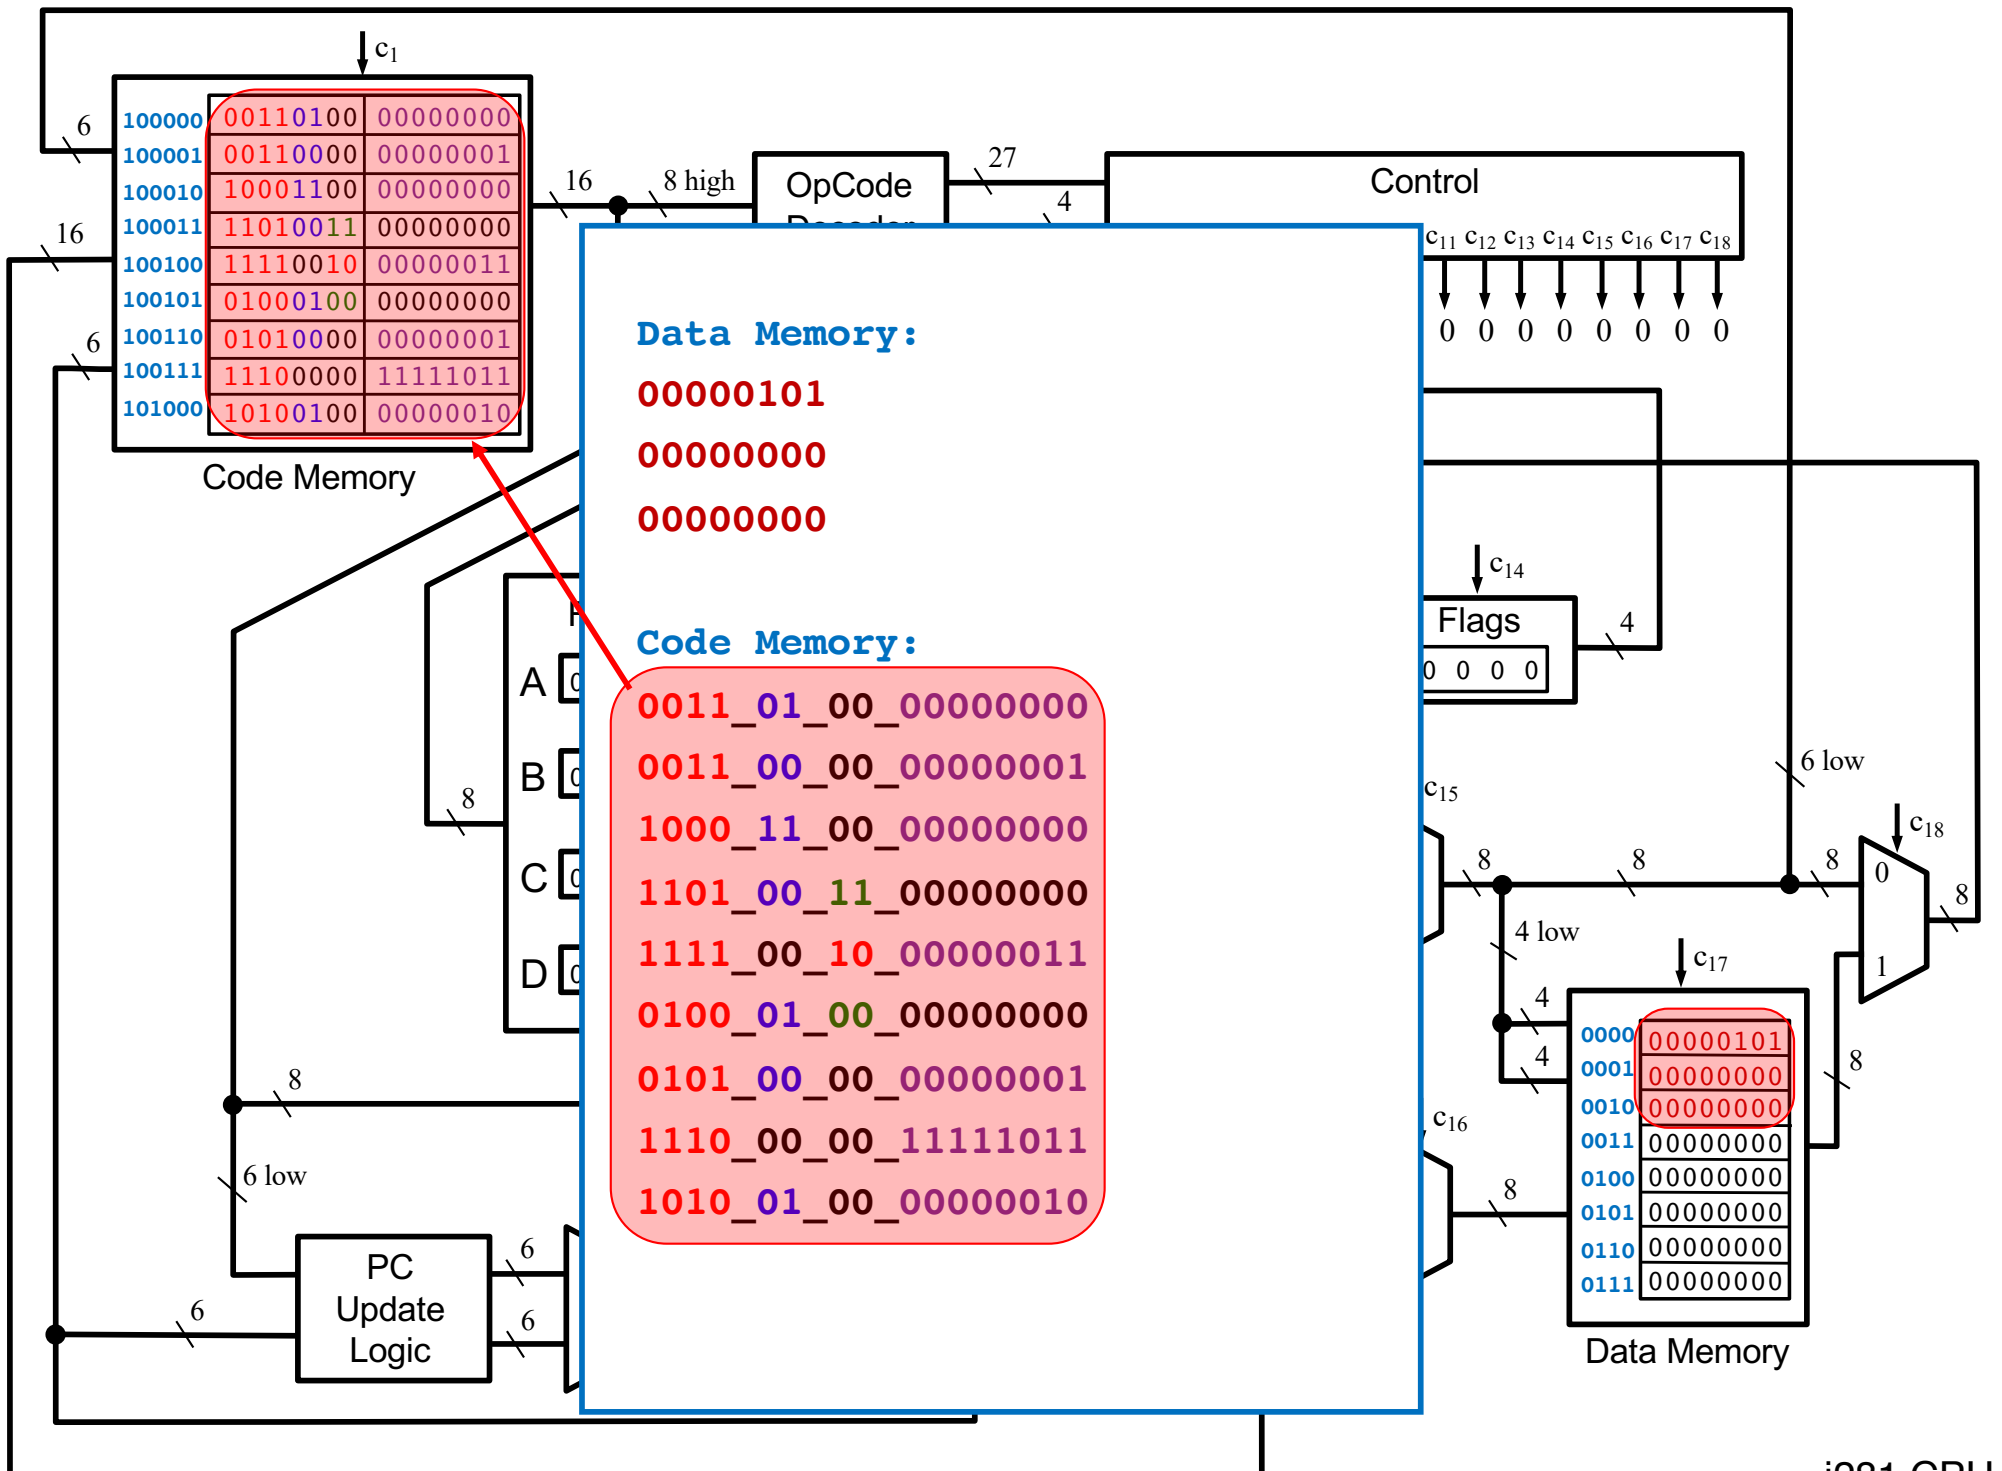 c1
6
100000 00110100 00000000
100001 00110000 00000001
100010 10001100 00000000
100011 11010011 00000000
100100 11110010 00000011
100101 01000100 00000000
100110 01010000 00000001
100111 11100000 11111011
101000 10100100 00000010
16
6
Code Memory
16
8 high
OpCode
27
4
Control
c11 c12 c13 c14 c15 c16 c17 c18
0 0 0 0 0 0 0 0
Data Memory:
00000101
00000000
00000000
Code Memory:
0011_01_00_00000000
0011_00_00_00000001
1000_11_00_00000000
1101_00_11_00000000
1111_00_10_00000011
0100_01_00_00000000
0101_00_00_00000001
1110_00_00_11111011
1010_01_00_00000010
A 0
B 0
C 0
D 0
8
8
6 low
PC
Update
Logic
6
6
6
c14
Flags
0 0 0 0
4
6 low
c15
8
8
8
c18
0
1
8
4 low
c17
4
4
0000 00000101
0001 00000000
0010 00000000
0011 00000000
0100 00000000
0101 00000000
0110 00000000
0111 00000000
8
Data Memory
c16
8